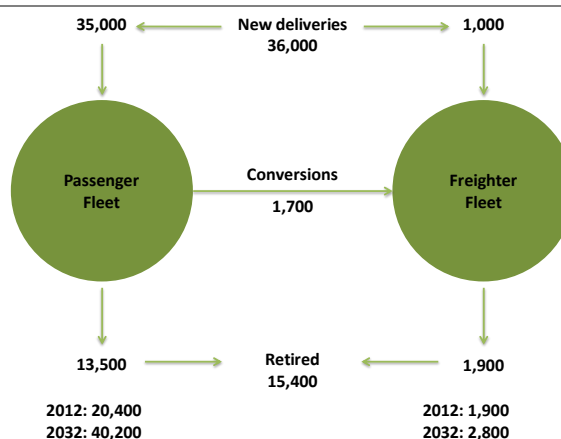 35,000
New deliveries
36,000
1,000
Passenger
Fleet
Conversions
1,700
Freighter
Fleet
13,500
Retired
15,400
1,900
2012: 20,400
2032: 40,200
2012: 1,900
2032: 2,800